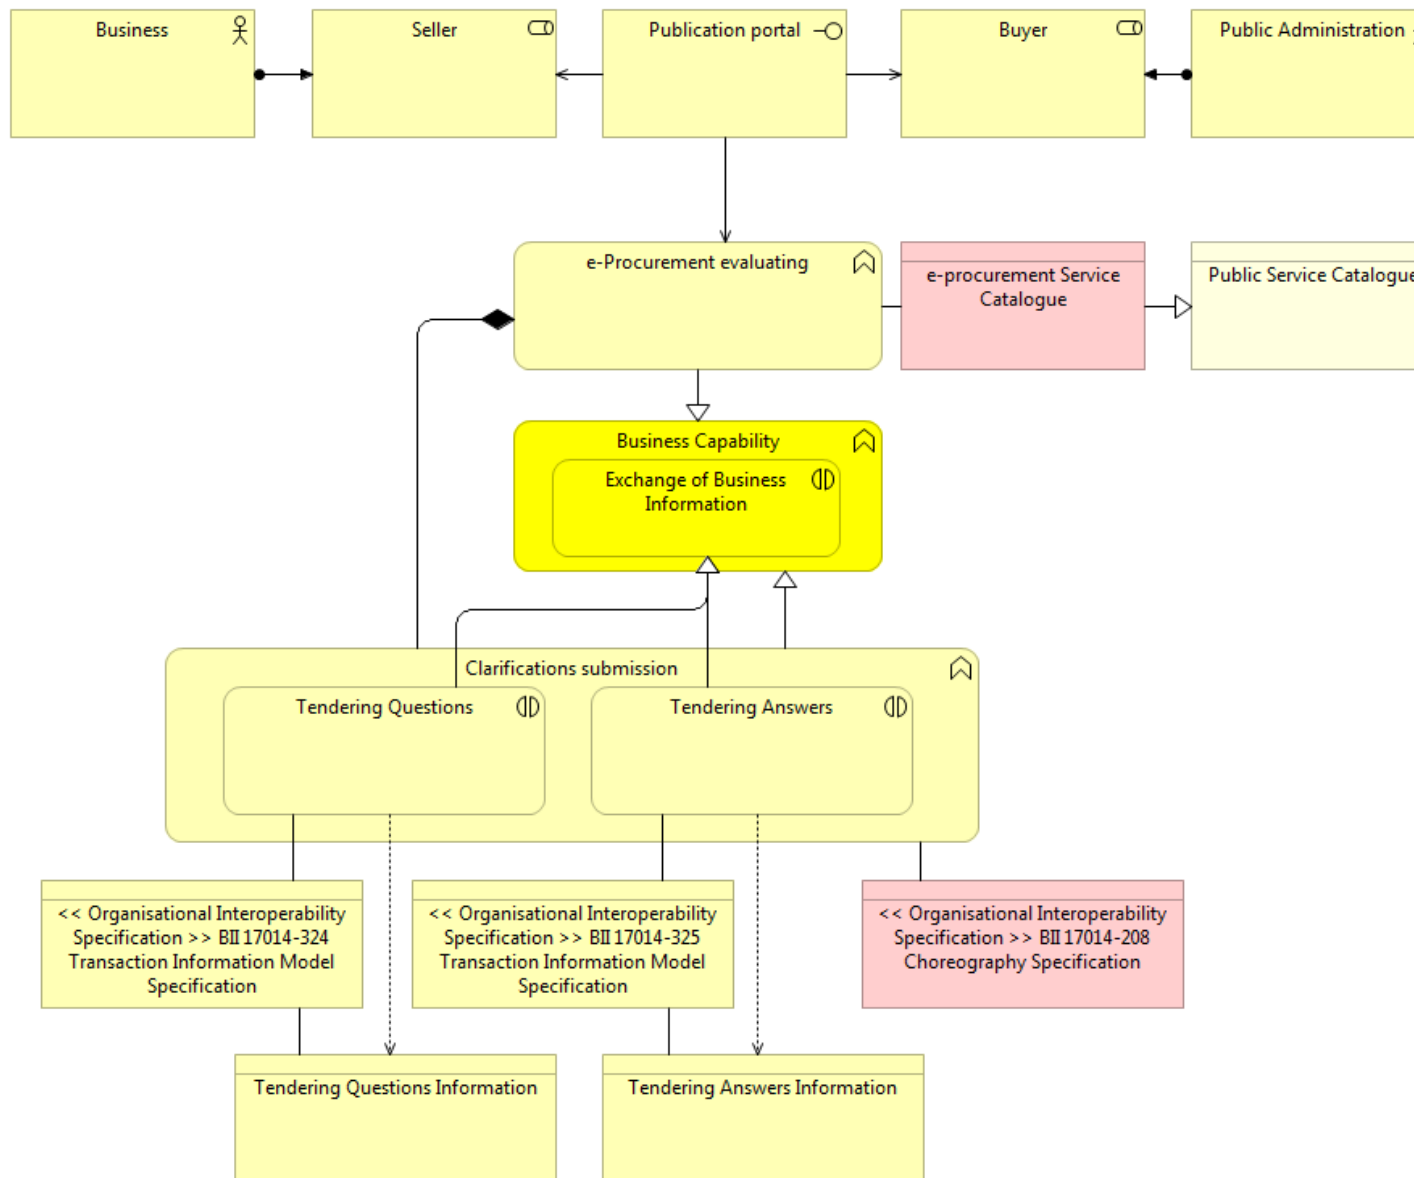 Business
Seller
Publication portal
Buyer
Public Administration
e-Procurement evaluating
e-procurement Service
Catalogue
Public Service Catalogue
Business Capability
Exchange of Business
Information
Clarifications submission
Tendering Questions
Tendering Answers
<< Organisational Interoperability
Specification >> BII 17014-324
Transaction Information Model
Specification
<< Organisational Interoperability
Specification >> BII 17014-325
Transaction Information Model
Specification
<< Organisational Interoperability
Specification >> BII 17014-208
Choreography Specification
Tendering Questions Information
Tendering Answers Information